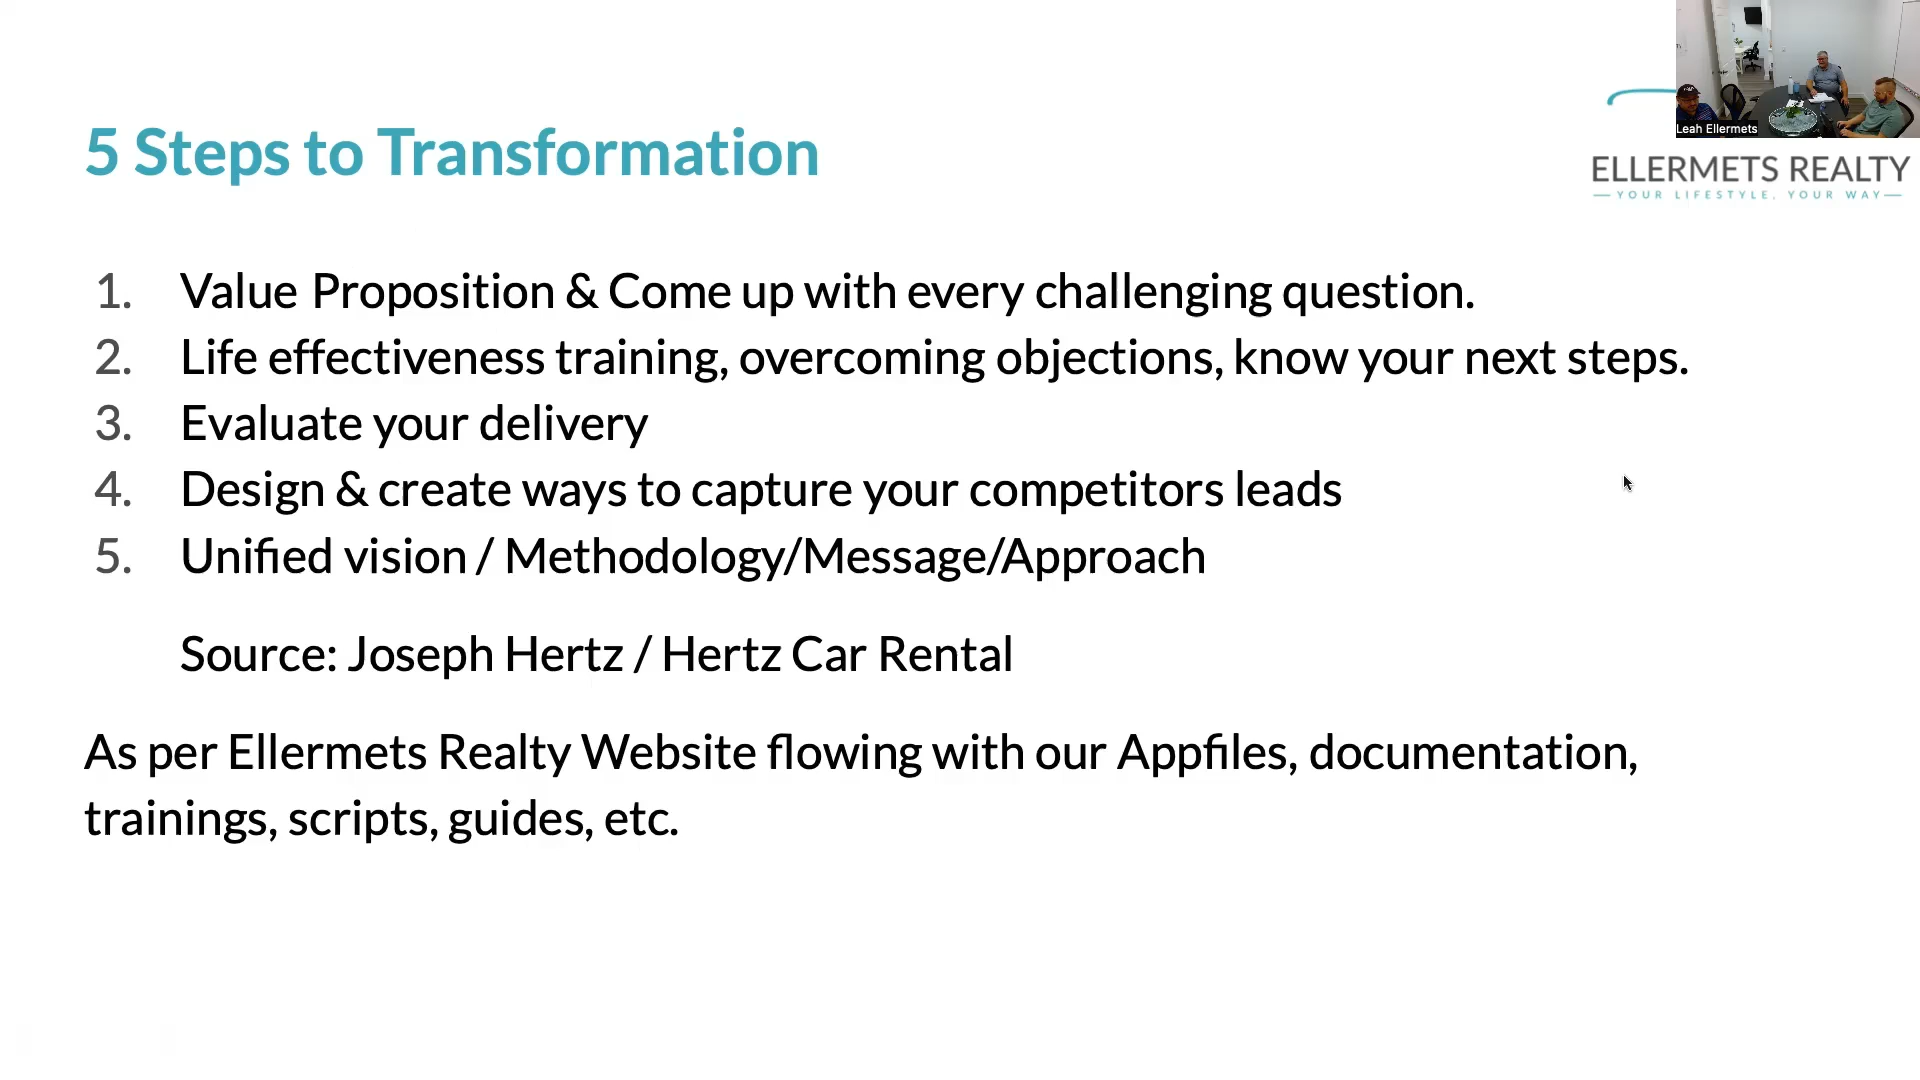 Leah Ellermets
ELLERMETS REALTY
YOUR LIFESTYLE, YOUR WAY
5 Steps to Transformation
1. Value Proposition & Come up with every challenging question.
2. Life effectiveness training, overcoming objections, know your next steps.
3. Evaluate your delivery
4. Design & create ways to capture your competitors leads
5. Unified vision / Methodology/Message/Approach
Source: Joseph Hertz / Hertz Car Rental
As per Ellermets Realty Website flowing with our Appfiles, documentation,
trainings, scripts, guides, etc.